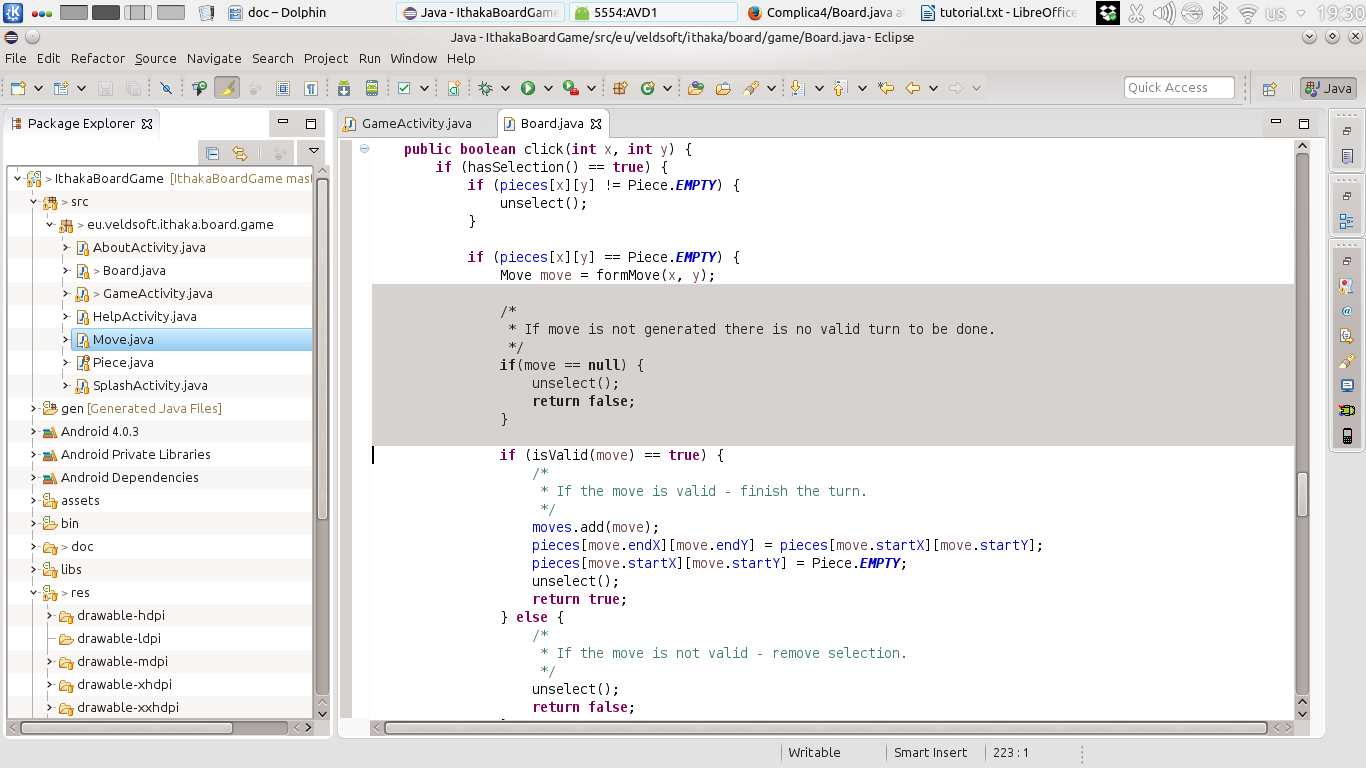 doc – Dolphin
Java - IthakaBoardGame
5554:AVD1
Complica4/Board.java a
tutorial.txt - LibreOffice
us
19:30
Java - IthakaBoardGame/src/eu/veldsoft/ithaka/board/game/Board.java - Eclipse
File Edit Refactor Source Navigate Search Project Run Window Help
Quick Access
Java
Package Explorer
GameActivity.java
Board.java
> IthakaBoardGame [IthakaBoardGame mast
> src
> eu.veldsoft.ithaka.board.game
AboutActivity.java
> Board.java
> GameActivity.java
HelpActivity.java
Move.java
Piece.java
SplashActivity.java
gen [Generated Java Files]
Android 4.0.3
Android Private Libraries
Android Dependencies
assets
bin
> doc
libs
> res
drawable-hdpi
drawable-ldpi
drawable-mdpi
drawable-xhdpi
drawable-xxhdpi
public boolean click(int x, int y) {
if (hasSelection() == true) {
if (pieces[x][y] != Piece.EMPTY) {
unselect();
}
if (pieces[x][y] == Piece.EMPTY) {
Move move = formMove(x, y);
/*
* If move is not generated there is no valid turn to be done.
*/
if(move == null) {
unselect();
return false;
}
if (isValid(move) == true) {
/*
* If the move is valid - finish the turn.
*/
moves.add(move);
pieces[move.endX][move.endY] = pieces[move.startX][move.startY];
pieces[move.startX][move.startY] = Piece.EMPTY;
unselect();
return true;
} else {
/*
* If the move is not valid - remove selection.
*/
unselect();
return false;
Writable
Smart Insert
223 : 1